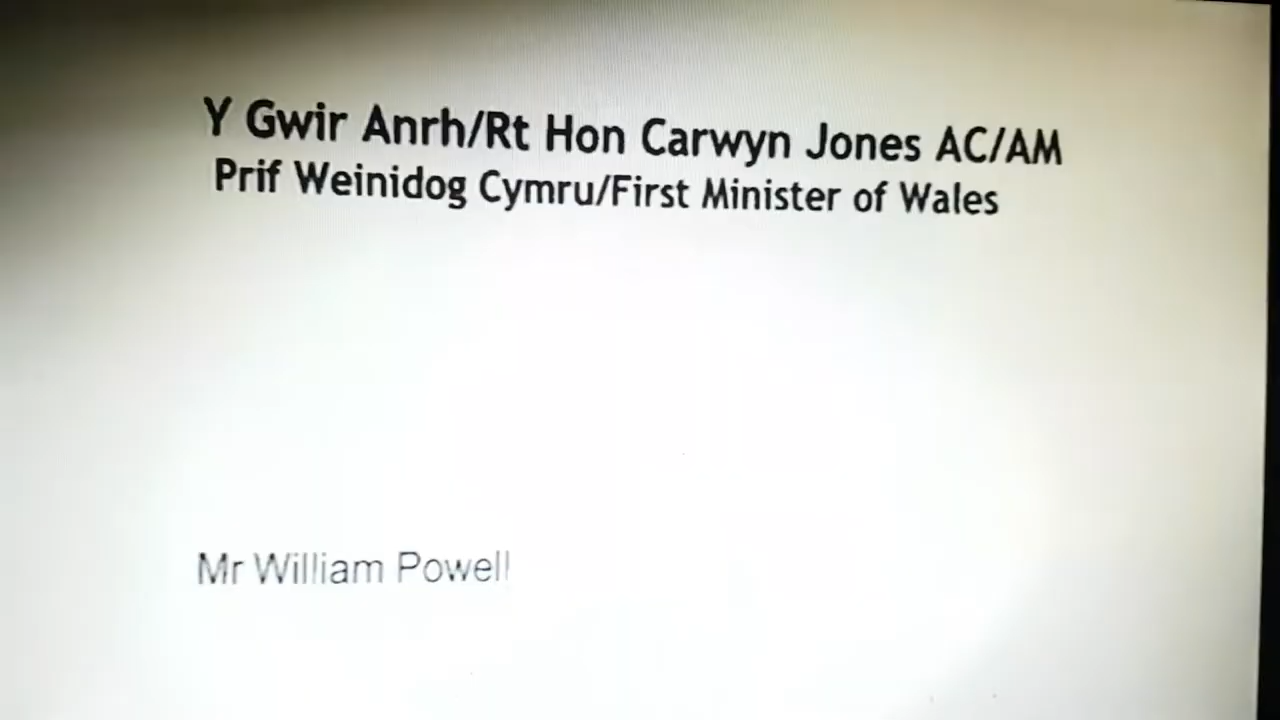 Y Gwir Anrh/Rt Hon Carwyn Jones AC/AM
Prif Weinidog Cymru/First Minister of Wales
Mr William Powell